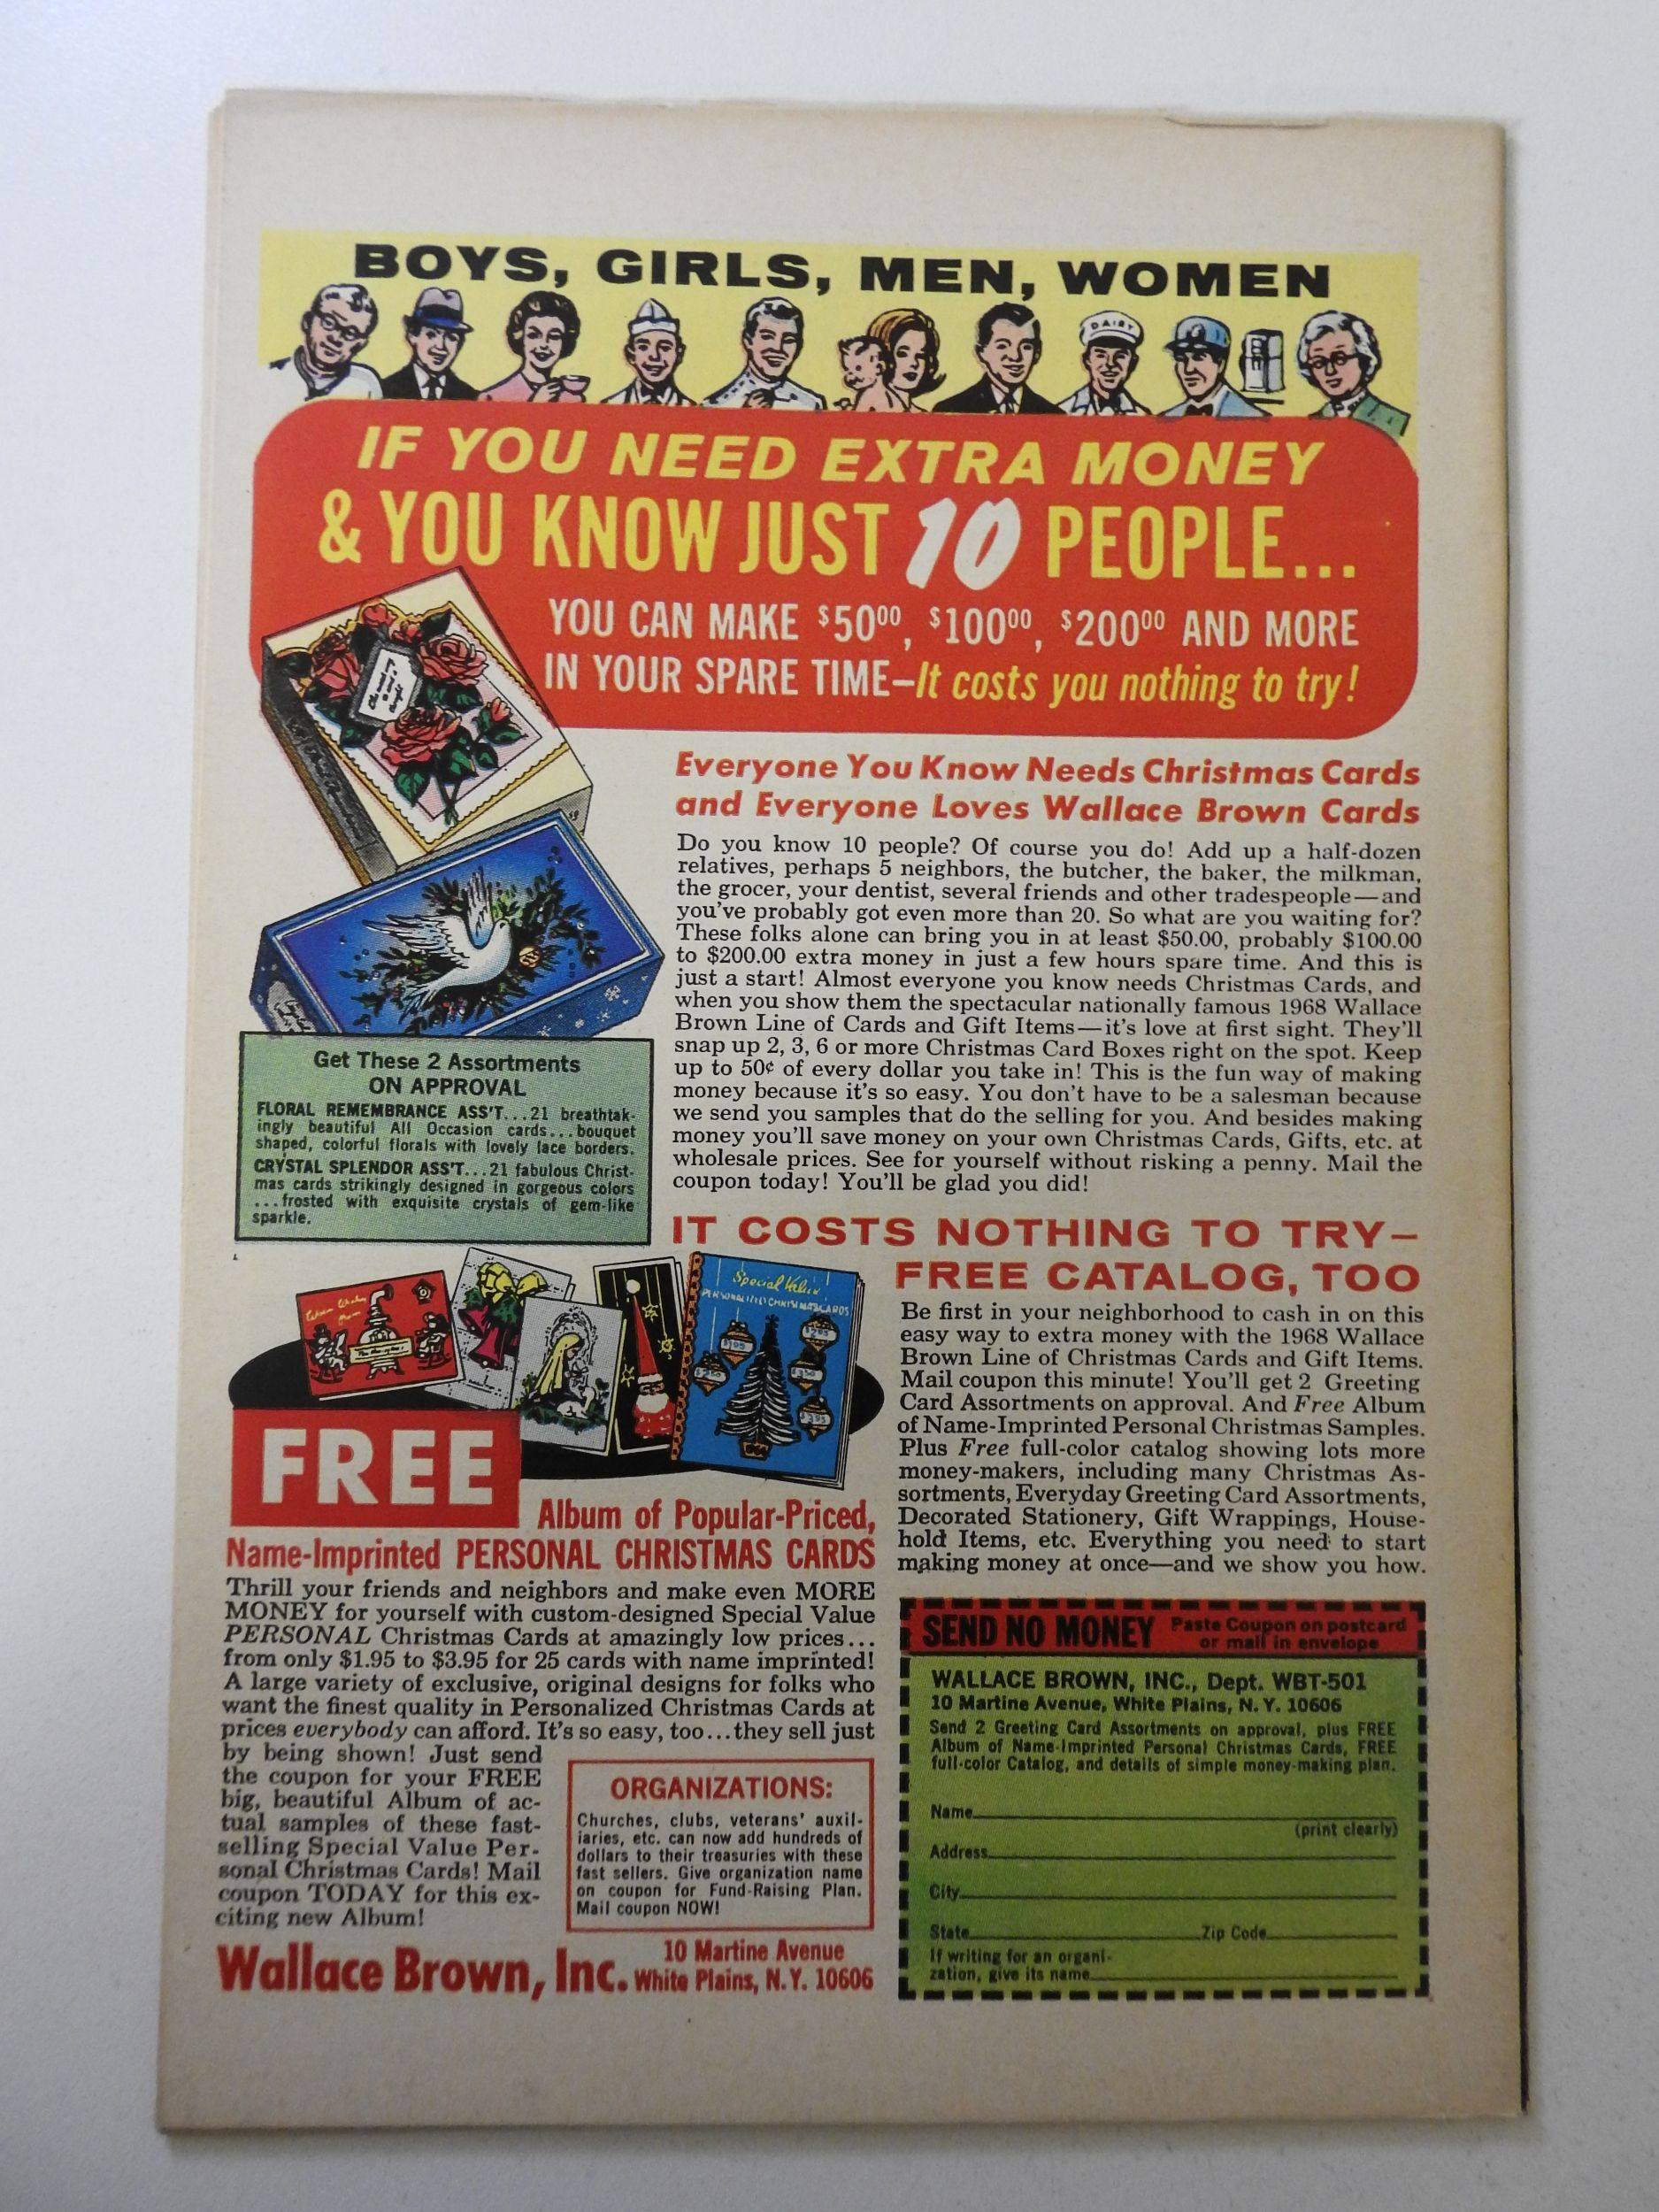 BOYS, GIRLS, MEN, WOMEN
DAIRY
IF YOU NEED EXTRA MONEY
& YOU KNOW JUST 10 PEOPLE...
YOU CAN MAKE $50⁰⁰, $100⁰⁰, $200⁰⁰ AND MORE
IN YOUR SPARE TIME—It costs you nothing to try!
Everyone You Know Needs Christmas Cards
and Everyone Loves Wallace Brown Cards
Do you know 10 people? Of course you do! Add up a half-dozen
relatives, perhaps 5 neighbors, the butcher, the baker, the milkman,
the grocer, your dentist, several friends and other tradespeople—and
you've probably got even more than 20. So what are you waiting for?
These folks alone can bring you in at least $50.00, probably $100.00
to $200.00 extra money in just a few hours spare time. And this is
just a start! Almost everyone you know needs Christmas Cards, and
when you show them the spectacular nationally famous 1968 Wallace
Brown Line of Cards and Gift Items—it's love at first sight. They'll
snap up 2, 3, 6 or more Christmas Card Boxes right on the spot. Keep
up to 50¢ of every dollar you take in! This is the fun way of making
money because it's so easy. You don't have to be a salesman because
we send you samples that do the selling for you. And besides making
money you'll save money on your own Christmas Cards, Gifts, etc. at
wholesale prices. See for yourself without risking a penny. Mail the
coupon today! You'll be glad you did!
Get These 2 Assortments
ON APPROVAL
FLORAL REMEMBRANCE ASS'T...21 breathtak-
ingly beautiful All Occasion cards...bouquet
shaped, colorful florals with lovely lace borders.
CRYSTAL SPLENDOR ASS'T...21 fabulous Christ-
mas cards strikingly designed in gorgeous colors
...frosted with exquisite crystals of gem-like
sparkle.
IT COSTS NOTHING TO TRY—
FREE CATALOG, TOO
Be first in your neighborhood to cash in on this
easy way to extra money with the 1968 Wallace
Brown Line of Christmas Cards and Gift Items.
Mail coupon this minute! You'll get 2 Greeting
Card Assortments on approval. And Free Album
of Name-Imprinted Personal Christmas Samples.
Plus Free full-color catalog showing lots more
money-makers, including many Christmas As-
sortments, Everyday Greeting Card Assortments,
Decorated Stationery, Gift Wrappings, House-
hold Items, etc. Everything you need to start
making money at once—and we show you how.
Special Value
PERSONALIZED CHRISTMAS CARDS
FREE
Album of Popular-Priced,
Name-Imprinted PERSONAL CHRISTMAS CARDS
Thrill your friends and neighbors and make even MORE
MONEY for yourself with custom-designed Special Value
PERSONAL Christmas Cards at amazingly low prices...
from only $1.95 to $3.95 for 25 cards with name imprinted!
A large variety of exclusive, original designs for folks who
want the finest quality in Personalized Christmas Cards at
prices everybody can afford. It's so easy, too...they sell just
by being shown! Just send
the coupon for your FREE
big, beautiful Album of ac-
tual samples of these fast-
selling Special Value Per-
sonal Christmas Cards! Mail
coupon TODAY for this ex-
citing new Album!
ORGANIZATIONS:
Churches, clubs, veterans' auxil-
iaries, etc. can now add hundreds of
dollars to their treasuries with these
fast sellers. Give organization name
on coupon for Fund-Raising Plan.
Mail coupon NOW!
Wallace Brown, Inc. 10 Martine Avenue
White Plains, N.Y. 10606
SEND NO MONEY Paste Coupon on postcard
or mail in envelope
WALLACE BROWN, INC., Dept. WBT-501
10 Martine Avenue, White Plains, N.Y. 10606
Send 2 Greeting Card Assortments on approval, plus FREE
Album of Name-Imprinted Personal Christmas Cards, FREE
full-color Catalog, and details of simple money-making plan.
Name
(print clearly)
Address
City
State Zip Code
If writing for an organi-
zation, give its name